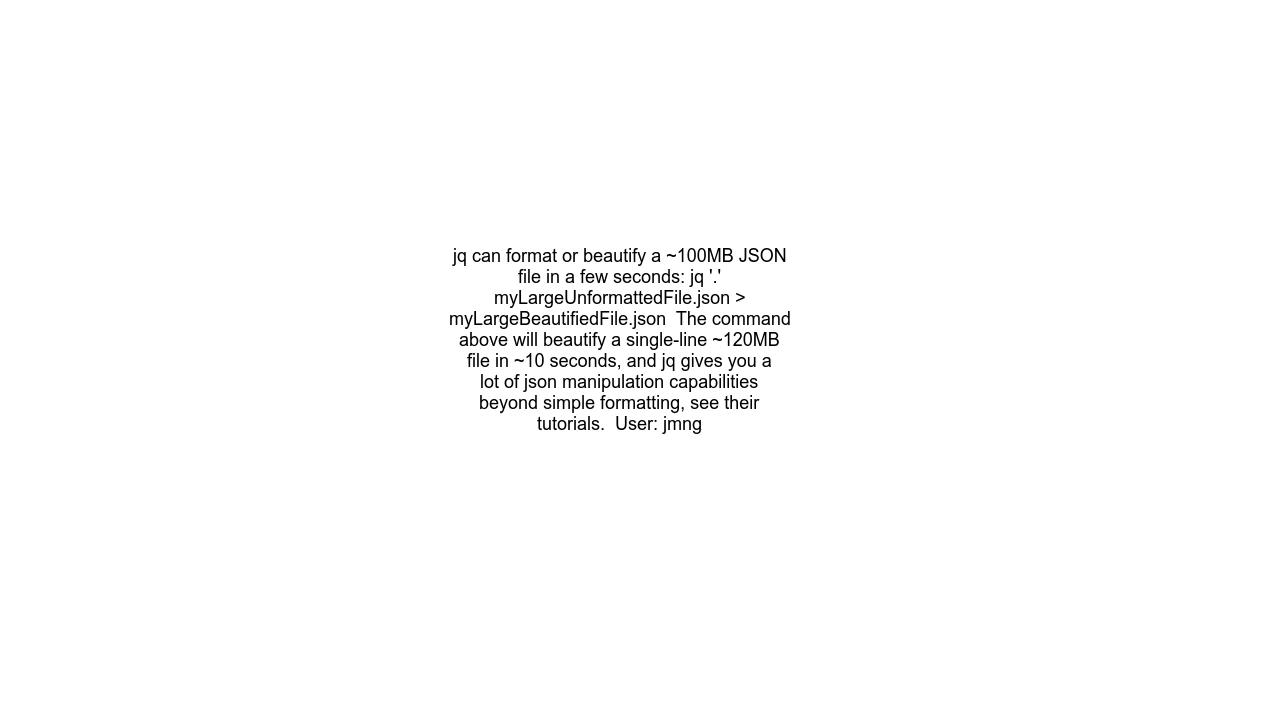 jq can format or beautify a ~100MB JSON
file in a few seconds: jq '.'
myLargeUnformattedFile.json >
myLargeBeautifiedFile.json  The command
above will beautify a single-line ~120MB
file in ~10 seconds, and jq gives you a
lot of json manipulation capabilities
beyond simple formatting, see their
tutorials.  User: jmng